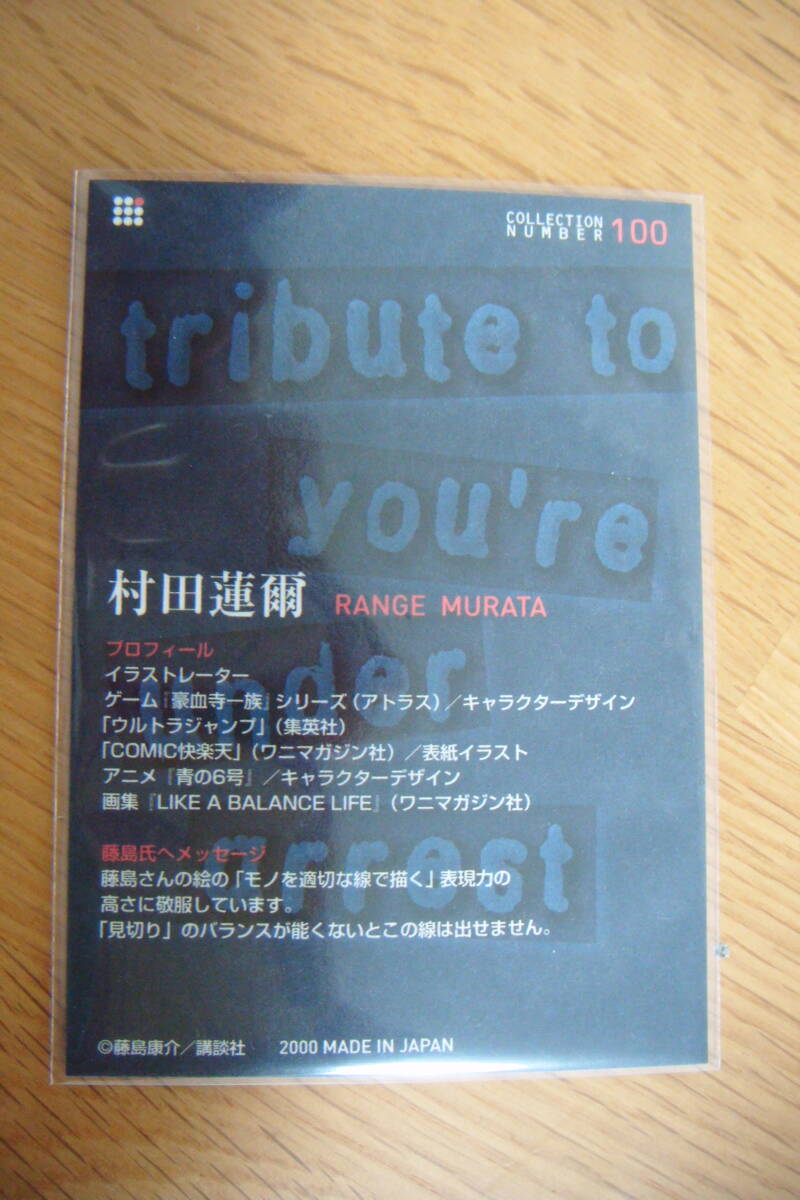 COLLECTION
NUMBER 100
tribute to
you're
under
arrest
村田蓮爾 RANGE MURATA
プロフィール
イラストレーター
ゲーム『豪血寺一族』シリーズ（アトラス）／キャラクターデザイン
「ウルトラジャンプ」（集英社）
「COMIC快楽天」（ワニマガジン社）／表紙イラスト
アニメ『青の6号』／キャラクターデザイン
画集『LIKE A BALANCE LIFE』（ワニマガジン社）
藤島氏へメッセージ
藤島さんの絵の「モノを適切な線で描く」表現力の
高さに敬服しています。
「見切り」のバランスが能くないとこの線は出せません。
©藤島康介／講談社 2000 MADE IN JAPAN